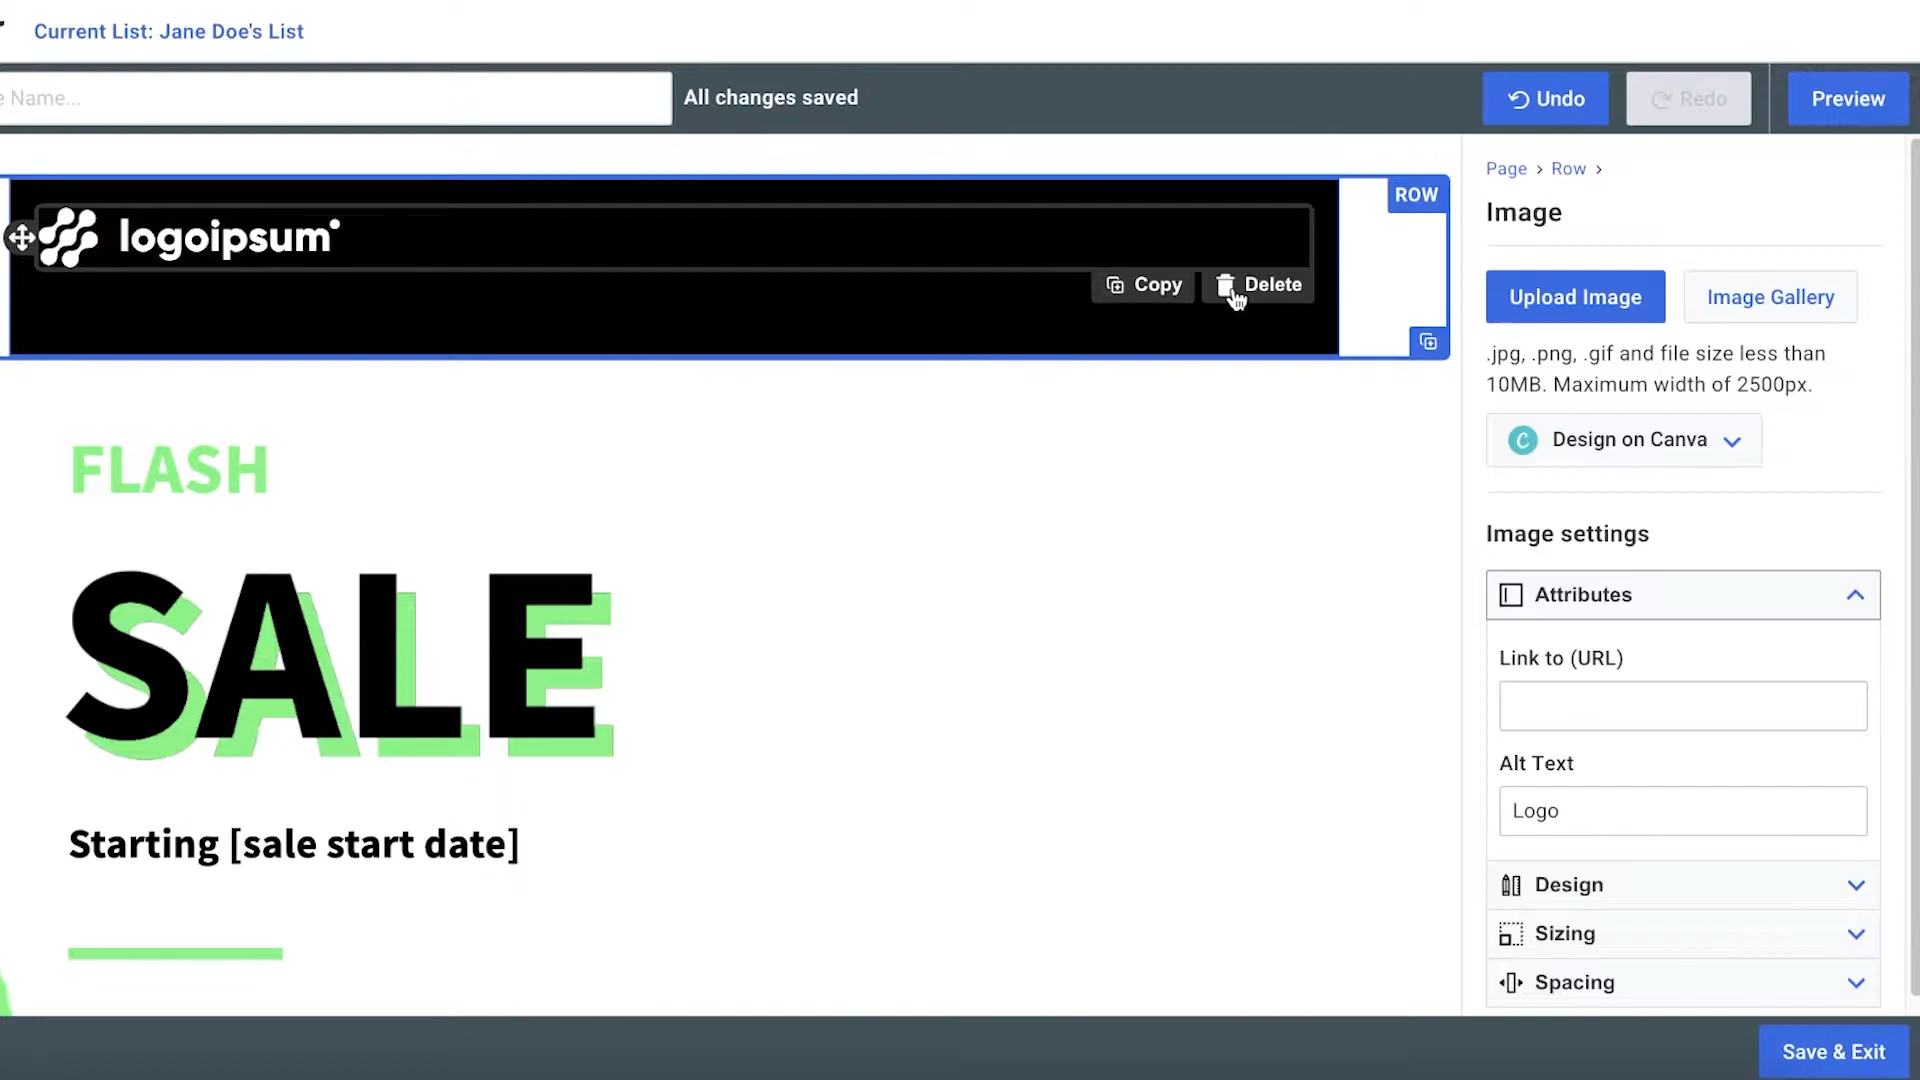 Current List: Jane Doe's List
e Name...
All changes saved
Undo
Redo
Preview
Page > Row >
Image
ROW
logoipsum
Copy
Delete
Upload Image
Image Gallery
.jpg, .png, .gif and file size less than
10MB. Maximum width of 2500px.
Design on Canva
FLASH
SALE
Starting [sale start date]
Image settings
Attributes
Link to (URL)
Alt Text
Logo
Design
Sizing
Spacing
Save & Exit